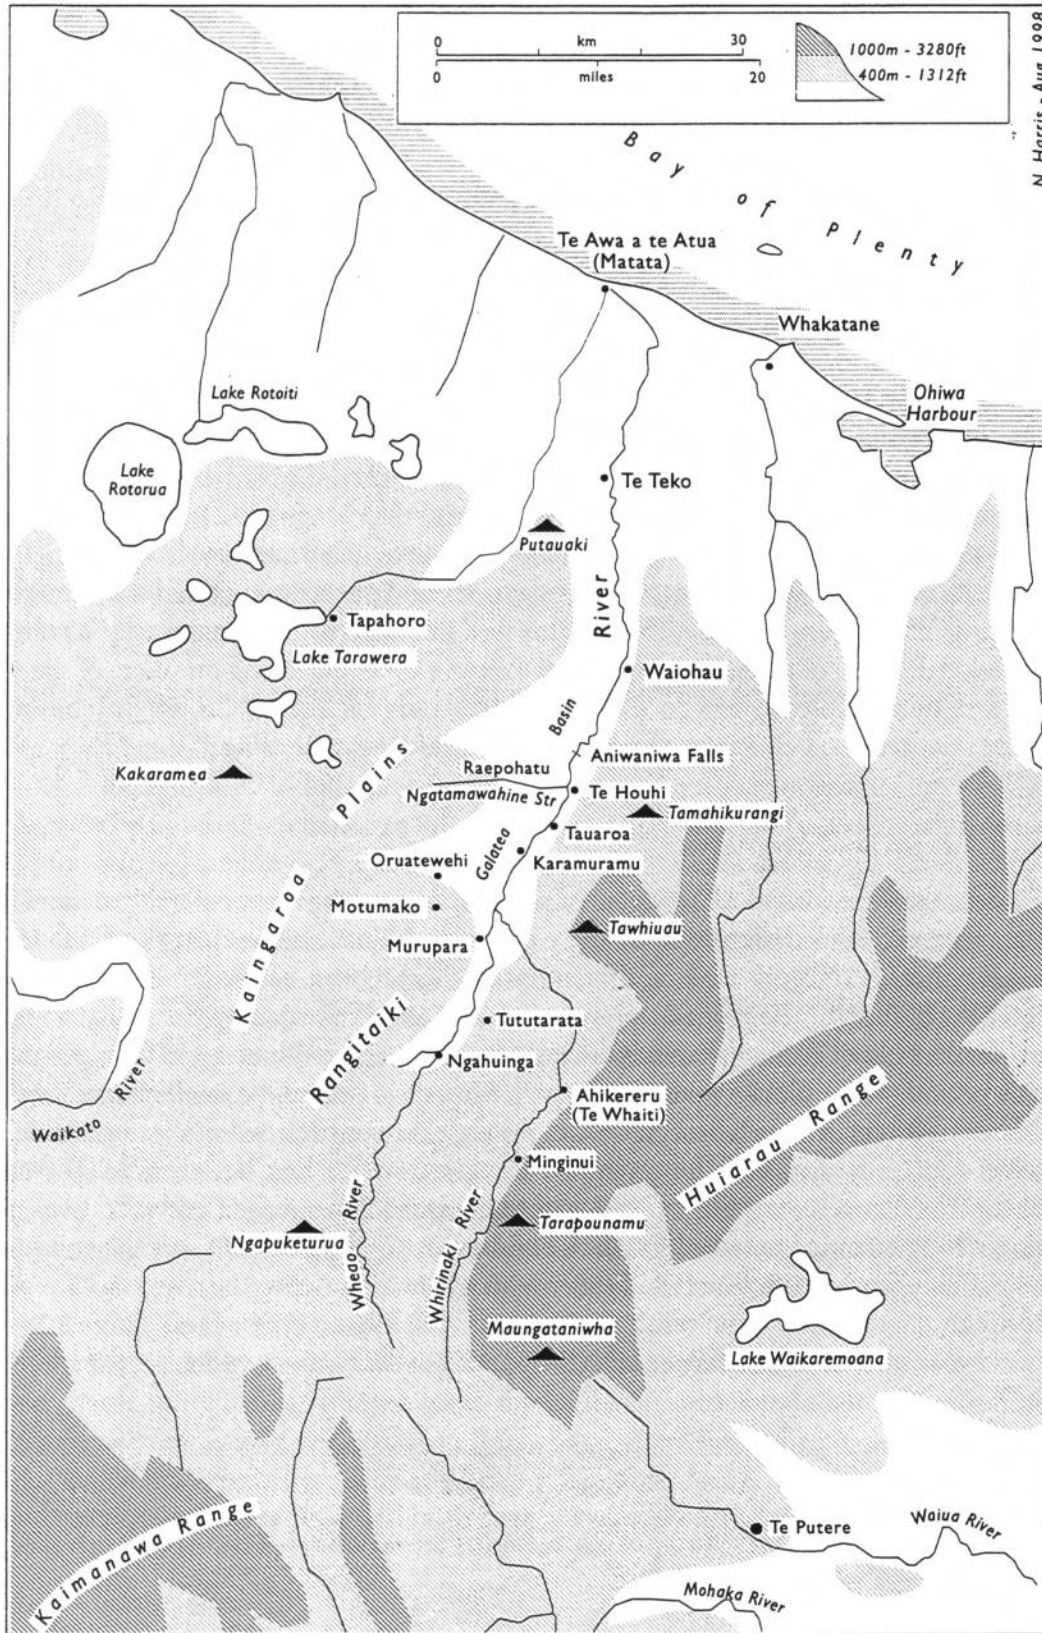 0 km 30
0 miles 20
1000m - 3280ft
400m - 1312ft
N Harris - Aug 1998
Bay of Plenty
Te Awa a te Atua
(Matata)
Whakatane
Ohiwa
Harbour
Lake Rotoiti
Lake
Rotorua
Te Teko
Putauaki
River
Tapahoro
Lake Tarawera
Waiohau
Basin
Aniwaniwa Falls
Kakaramea
Plains
Raepohatu
Ngatamawahine Str
Te Houhi
Tamahikurangi
Tauaroa
Galatea
Karamuramu
Oruatewehi
Motumako
Tawhiuau
Murupara
Kaingaroa
Rangitaiki
Tututarata
Ngahuinga
Waikato
River
Ahikereru
(Te Whaiti)
Huiarau Range
Minginui
Tarapounamu
Ngapuketurua
Wheao River
Whirinaki River
Maungataniwha
Lake Waikaremoana
Kaimanawa Range
Te Putere
Waiua River
Mohaka River